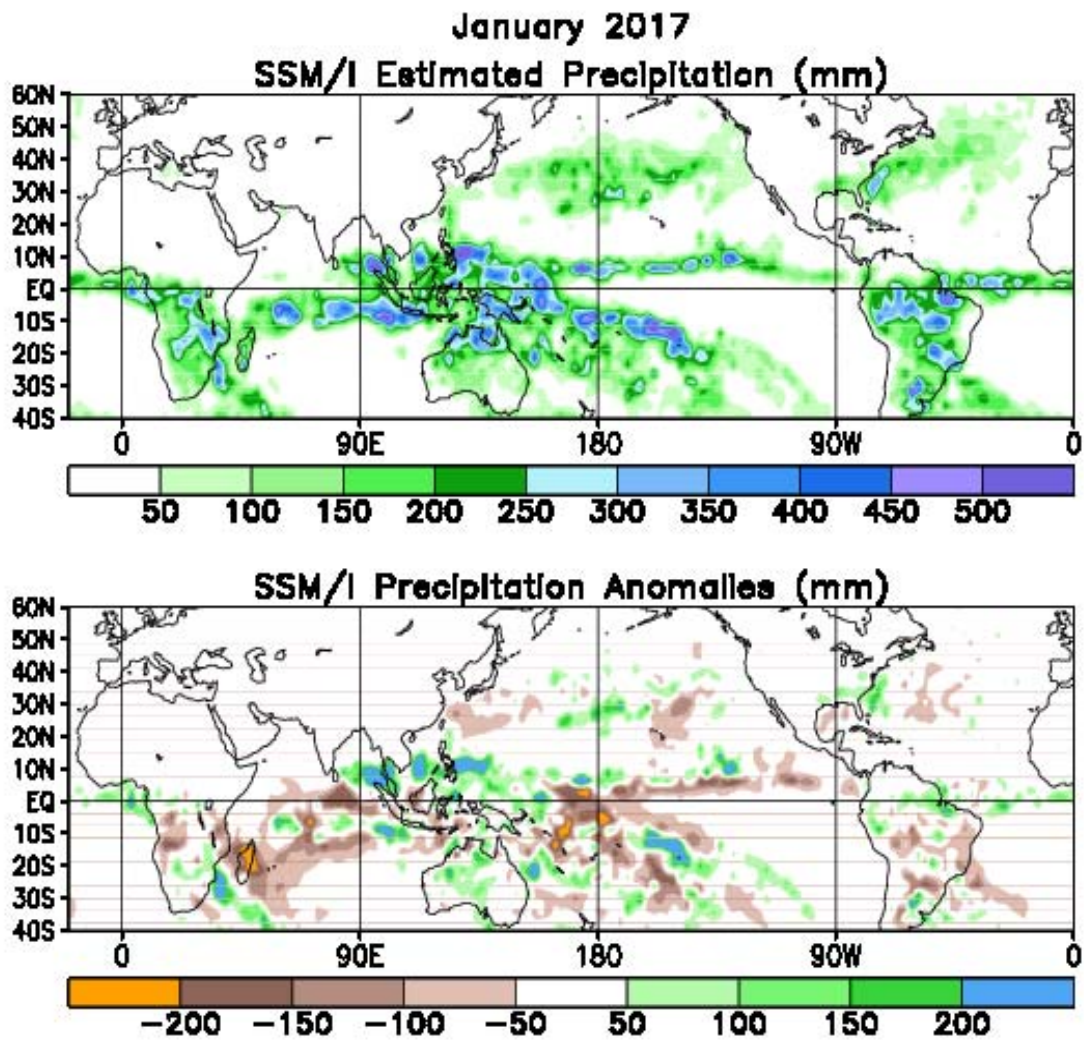 January 2017
SSM/I Estimated Precipitation (mm)
60N
50N
40N
30N
20N
10N
EQ
10S
20S
30S
40S
0 90E 180 90W 0
50 100 150 200 250 300 350 400 450 500
SSM/I Precipitation Anomalies (mm)
60N
50N
40N
30N
20N
10N
EQ
10S
20S
30S
40S
0 90E 180 90W 0
−200 −150 −100 −50 50 100 150 200